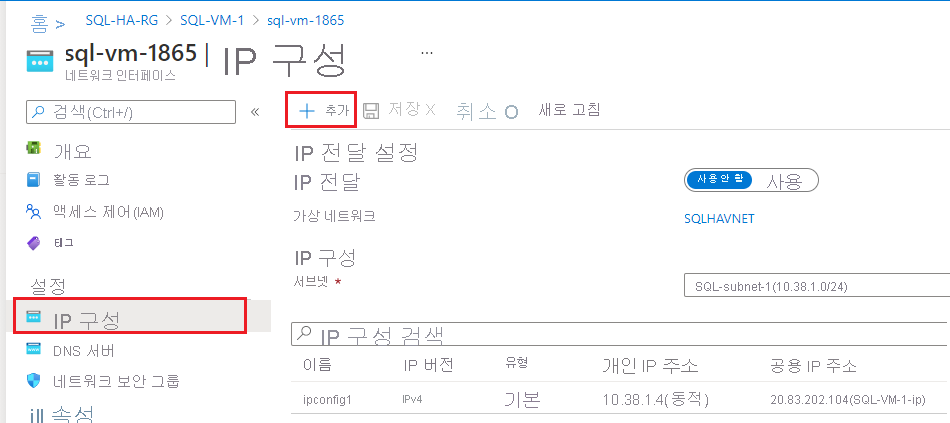 홈 > SQL-HA-RG > SQL-VM-1 > sql-vm-1865
sql-vm-1865 | IP 구성 ...
네트워크 인터페이스
검색(Ctrl+/) «
+ 추가 저장 X 취소 O 새로 고침
개요
활동 로그
액세스 제어(IAM)
태그
설정
IP 구성
DNS 서버
네트워크 보안 그룹
ill 속성
IP 전달 설정
IP 전달 사용 안 함 사용
가상 네트워크 SQLHAVNET
IP 구성
서브넷 * SQL-subnet-1(10.38.1.0/24)
IP 구성 검색
이름 IP 버전 유형 개인 IP 주소 공용 IP 주소
ipconfig1 IPv4 기본 10.38.1.4(동적) 20.83.202.104(SQL-VM-1-ip)